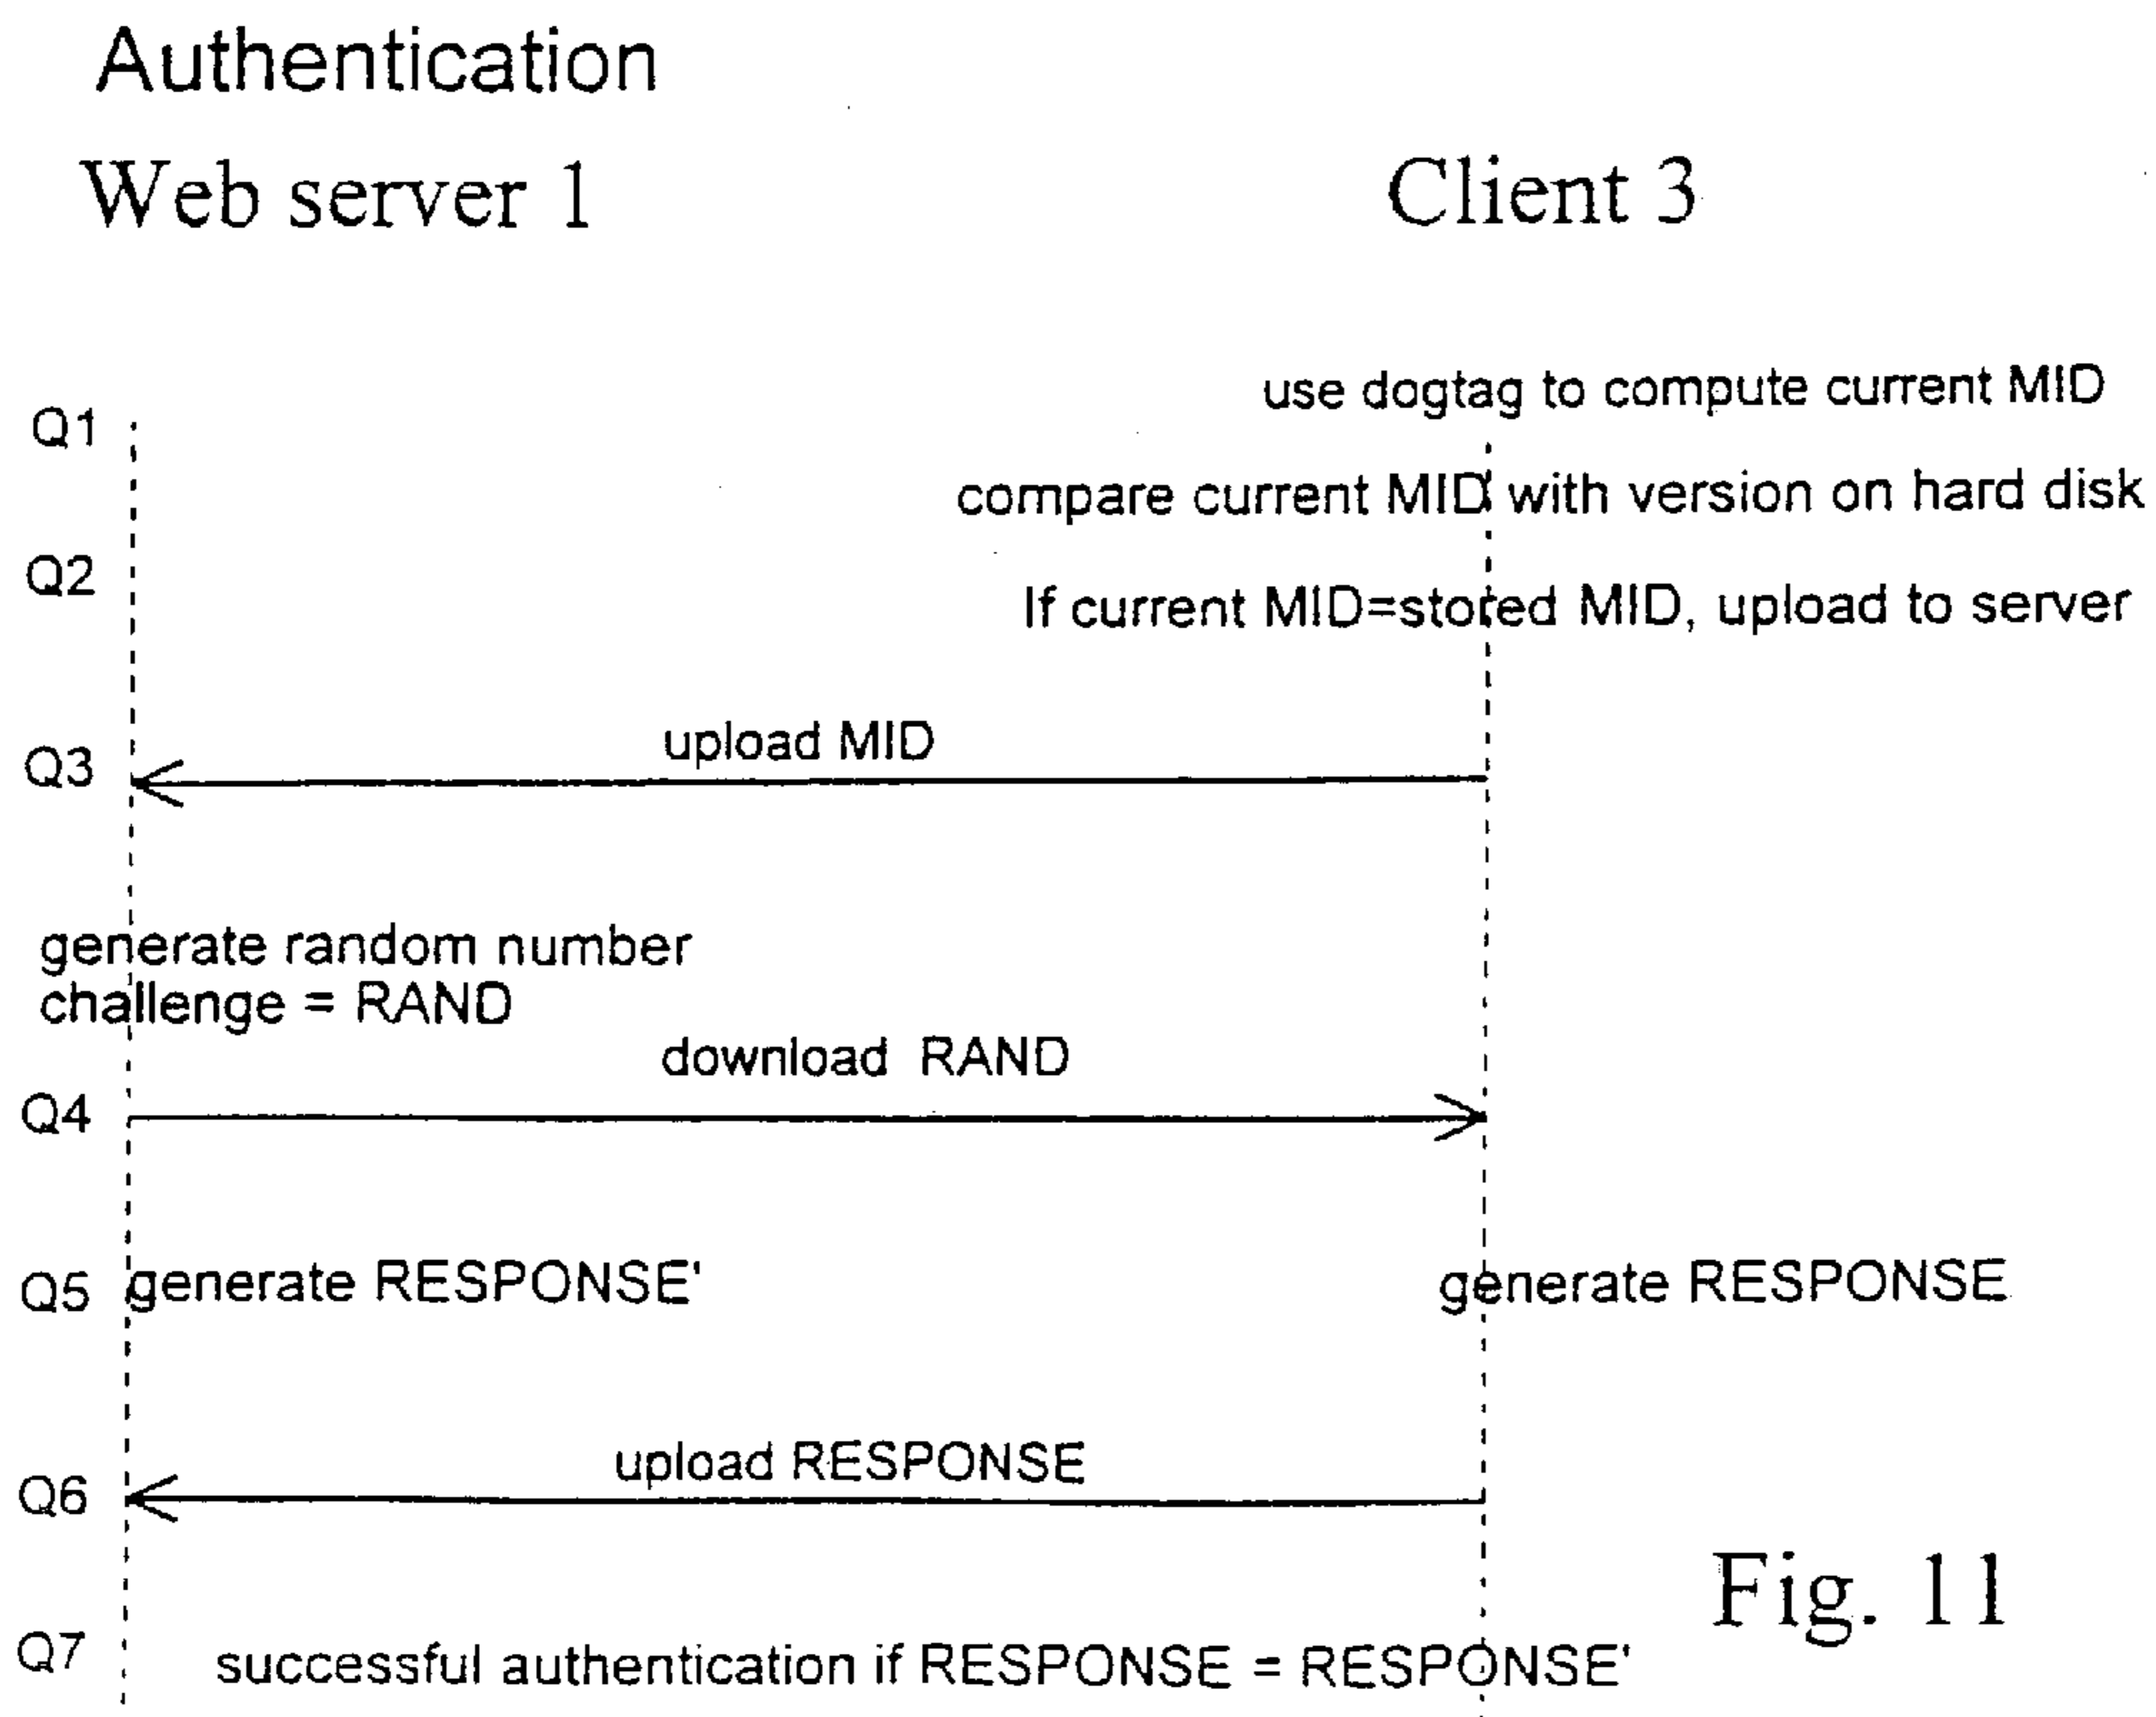 Authentication
Web server 1
Client 3
use dogtag to compute current MID
Q1
compare current MID with version on hard disk
Q2
If current MID=stored MID, upload to server
upload MID
Q3
generate random number
challenge = RAND
download RAND
Q4
Q5 generate RESPONSE' generate RESPONSE
upload RESPONSE
Q6
Fig. 11
Q7 successful authentication if RESPONSE = RESPONSE'